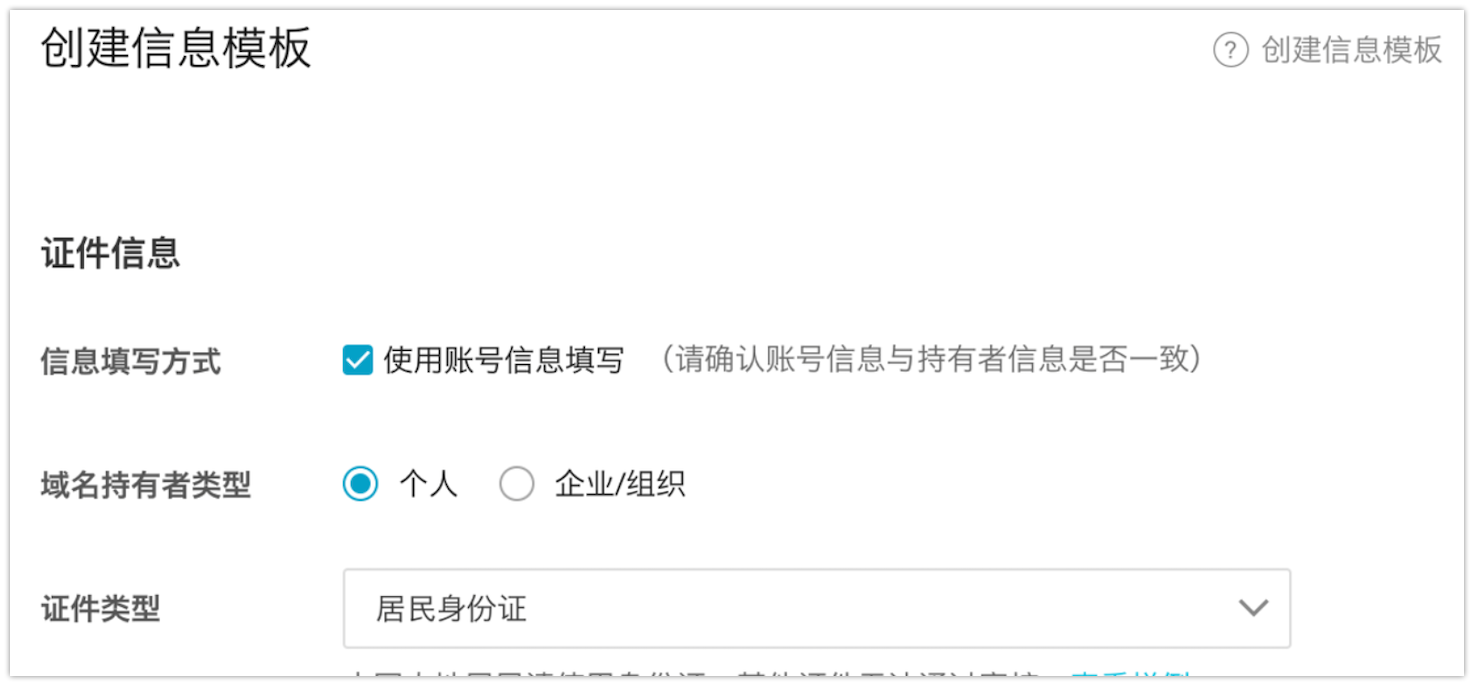 创建信息模板
? 创建信息模板
证件信息
信息填写方式 使用账号信息填写 （请确认账号信息与持有者信息是否一致）
域名持有者类型 个人 企业/组织
证件类型 居民身份证